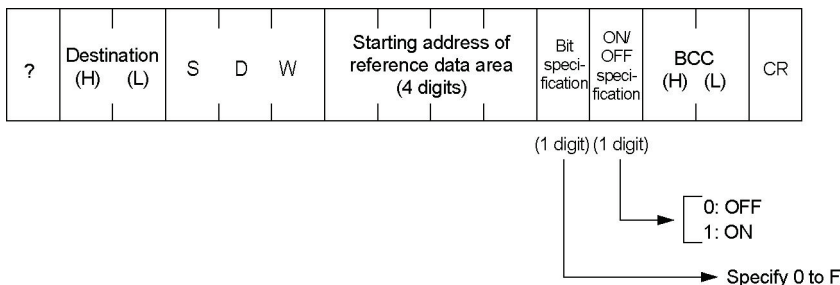 ?
Destination
(H) (L)
S D W
Starting address of
reference data area
(4 digits)
Bit
speci-
fication
ON/
OFF
speci-
fication
BCC
(H) (L)
CR
(1 digit) (1 digit)
0: OFF
1: ON
Specify 0 to F